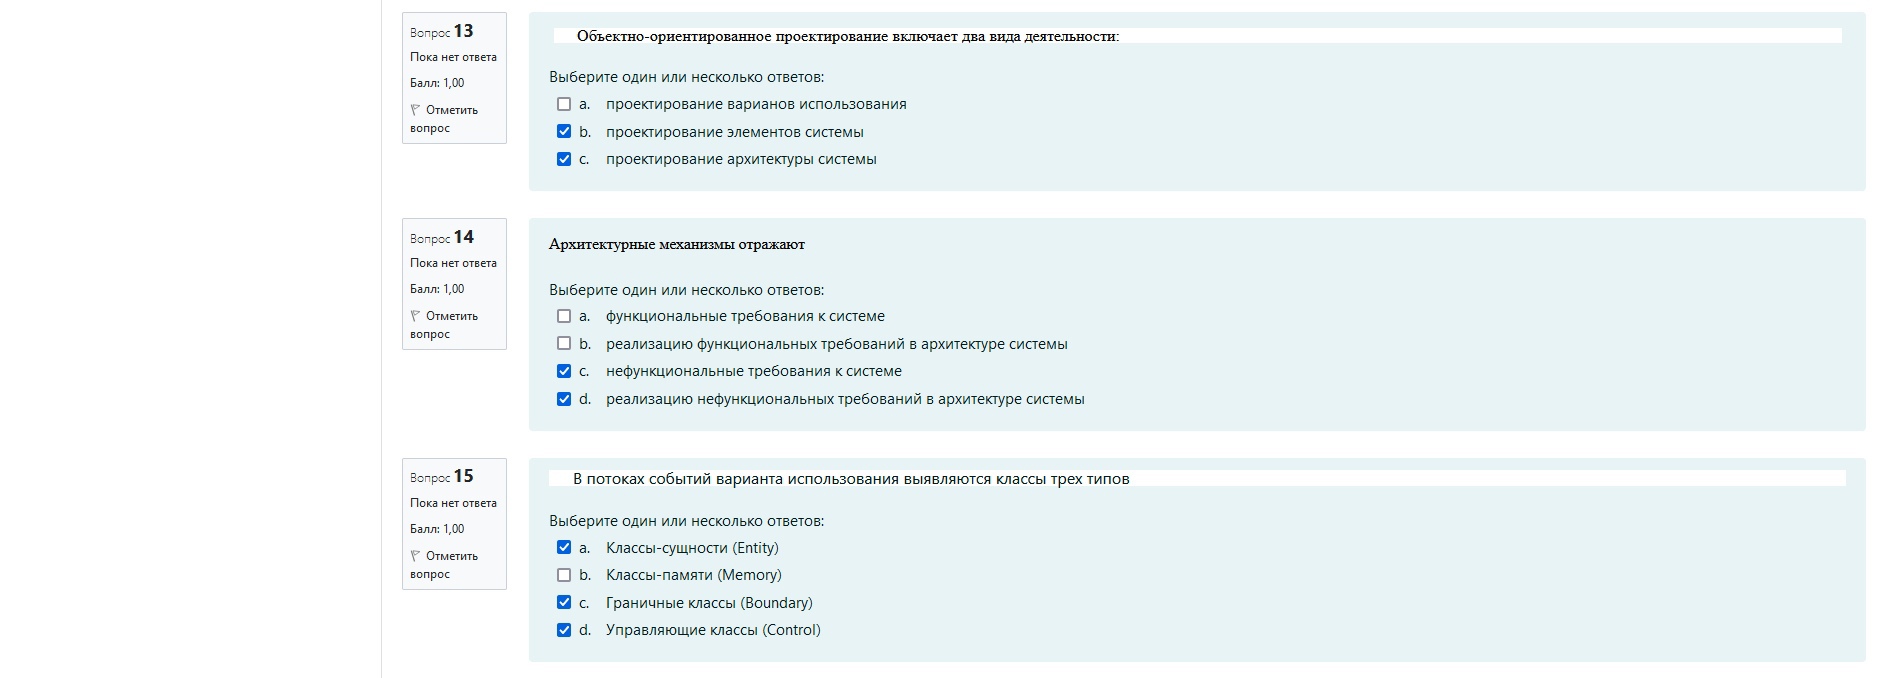 Вопрос 13
Пока нет ответа
Балл: 1,00
Отметить
вопрос
Объектно-ориентированное проектирование включает два вида деятельности:
Выберите один или несколько ответов:
a. проектирование варианов использования
b. проектирование элементов системы
c. проектирование архитектуры системы
Вопрос 14
Пока нет ответа
Балл: 1,00
Отметить
вопрос
Архитектурные механизмы отражают
Выберите один или несколько ответов:
a. функциональные требования к системе
b. реализацию функциональных требований в архитектуре системы
c. нефункциональные требования к системе
d. реализацию нефункциональных требований в архитектуре системы
Вопрос 15
Пока нет ответа
Балл: 1,00
Отметить
вопрос
В потоках событий варианта использования выявляются классы трех типов
Выберите один или несколько ответов:
a. Классы-сущности (Entity)
b. Классы-памяти (Memory)
c. Граничные классы (Boundary)
d. Управляющие классы (Control)